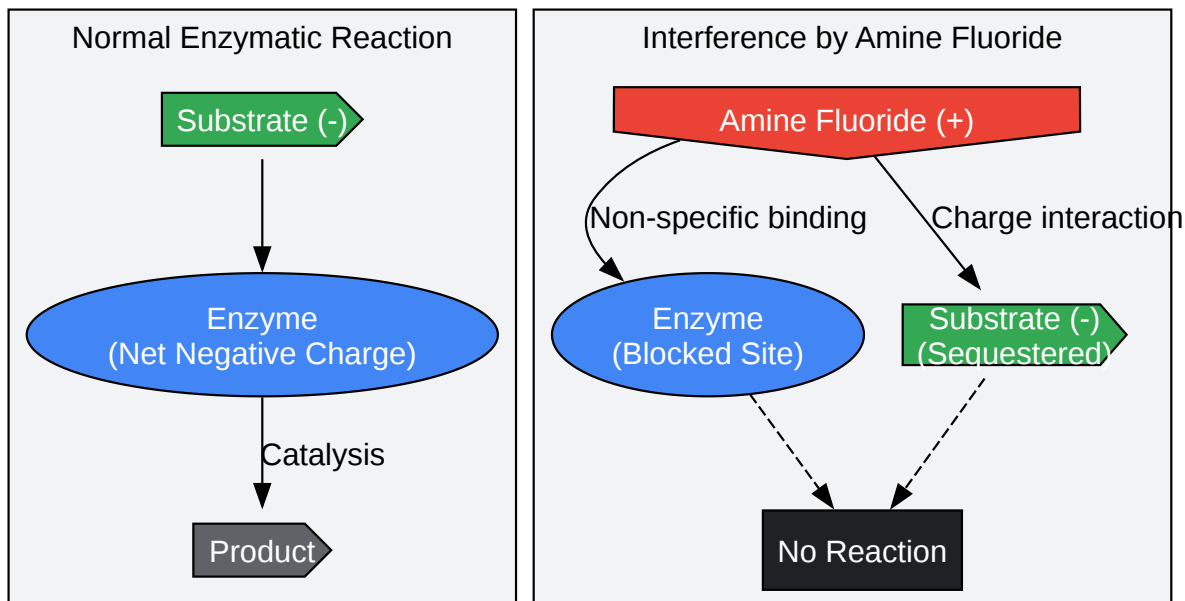 Normal Enzymatic Reaction
Substrate (-)
Enzyme
(Net Negative Charge)
Catalysis
Product
Interference by Amine Fluoride
Amine Fluoride (+)
Non-specific binding
Charge interaction
Enzyme
(Blocked Site)
Substrate (-)
(Sequestered)
No Reaction